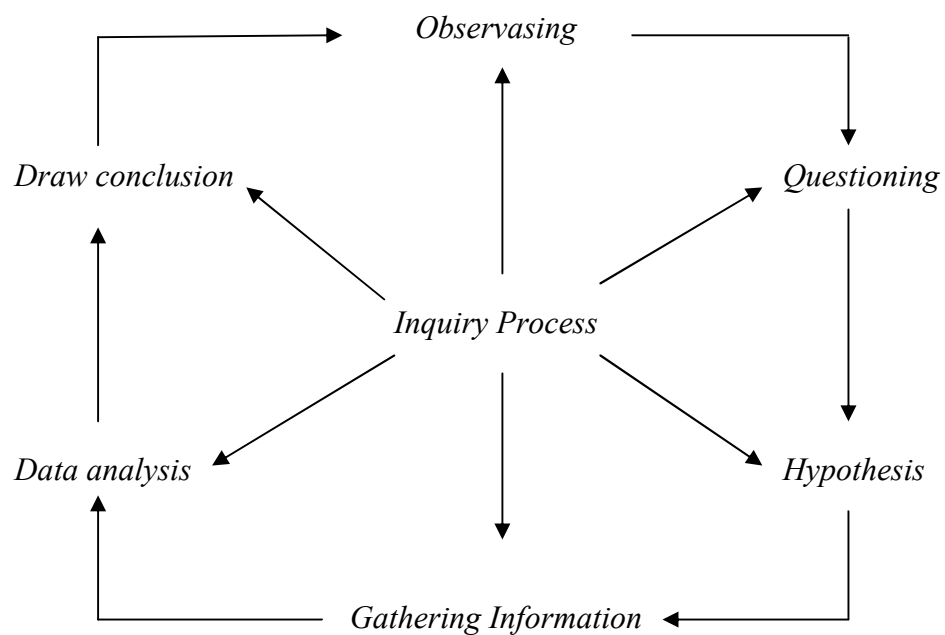 Observasing
Draw conclusion
Questioning
Inquiry Process
Data analysis
Hypothesis
Gathering Information